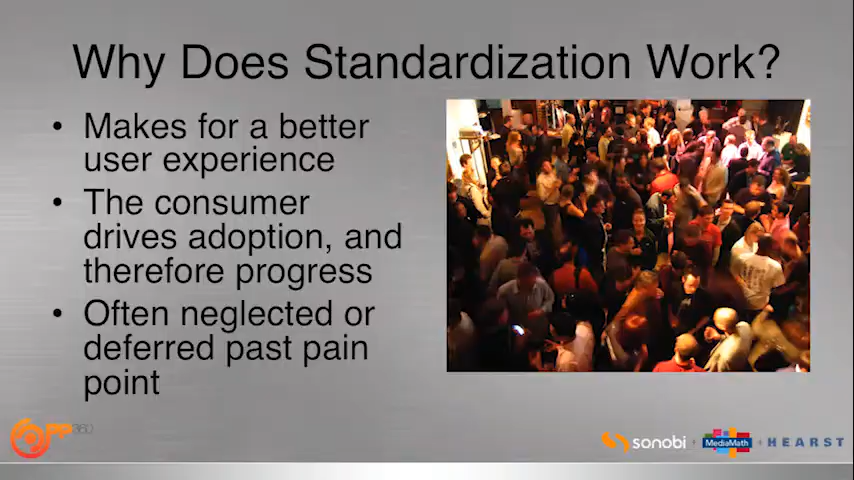 Why Does Standardization Work?
• Makes for a better
user experience
• The consumer
drives adoption, and
therefore progress
• Often neglected or
deferred past pain
point
360
sonobi + MediaMath + HEARST